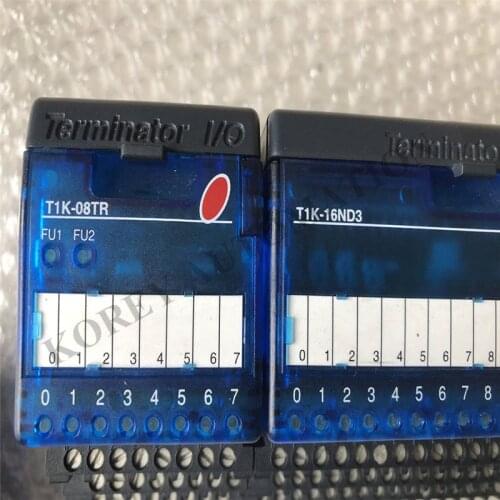 Terminator I/O
T1K-08TR
FU1 FU2
0 1 2 3 4 5 6 7
0 1 2 3 4 5 6 7
Terminato
T1K-16ND3
0 1 2 3 4 5 6 7 8
0 1 2 3 4 5 6 7 8
KOREY AUTOMATIC